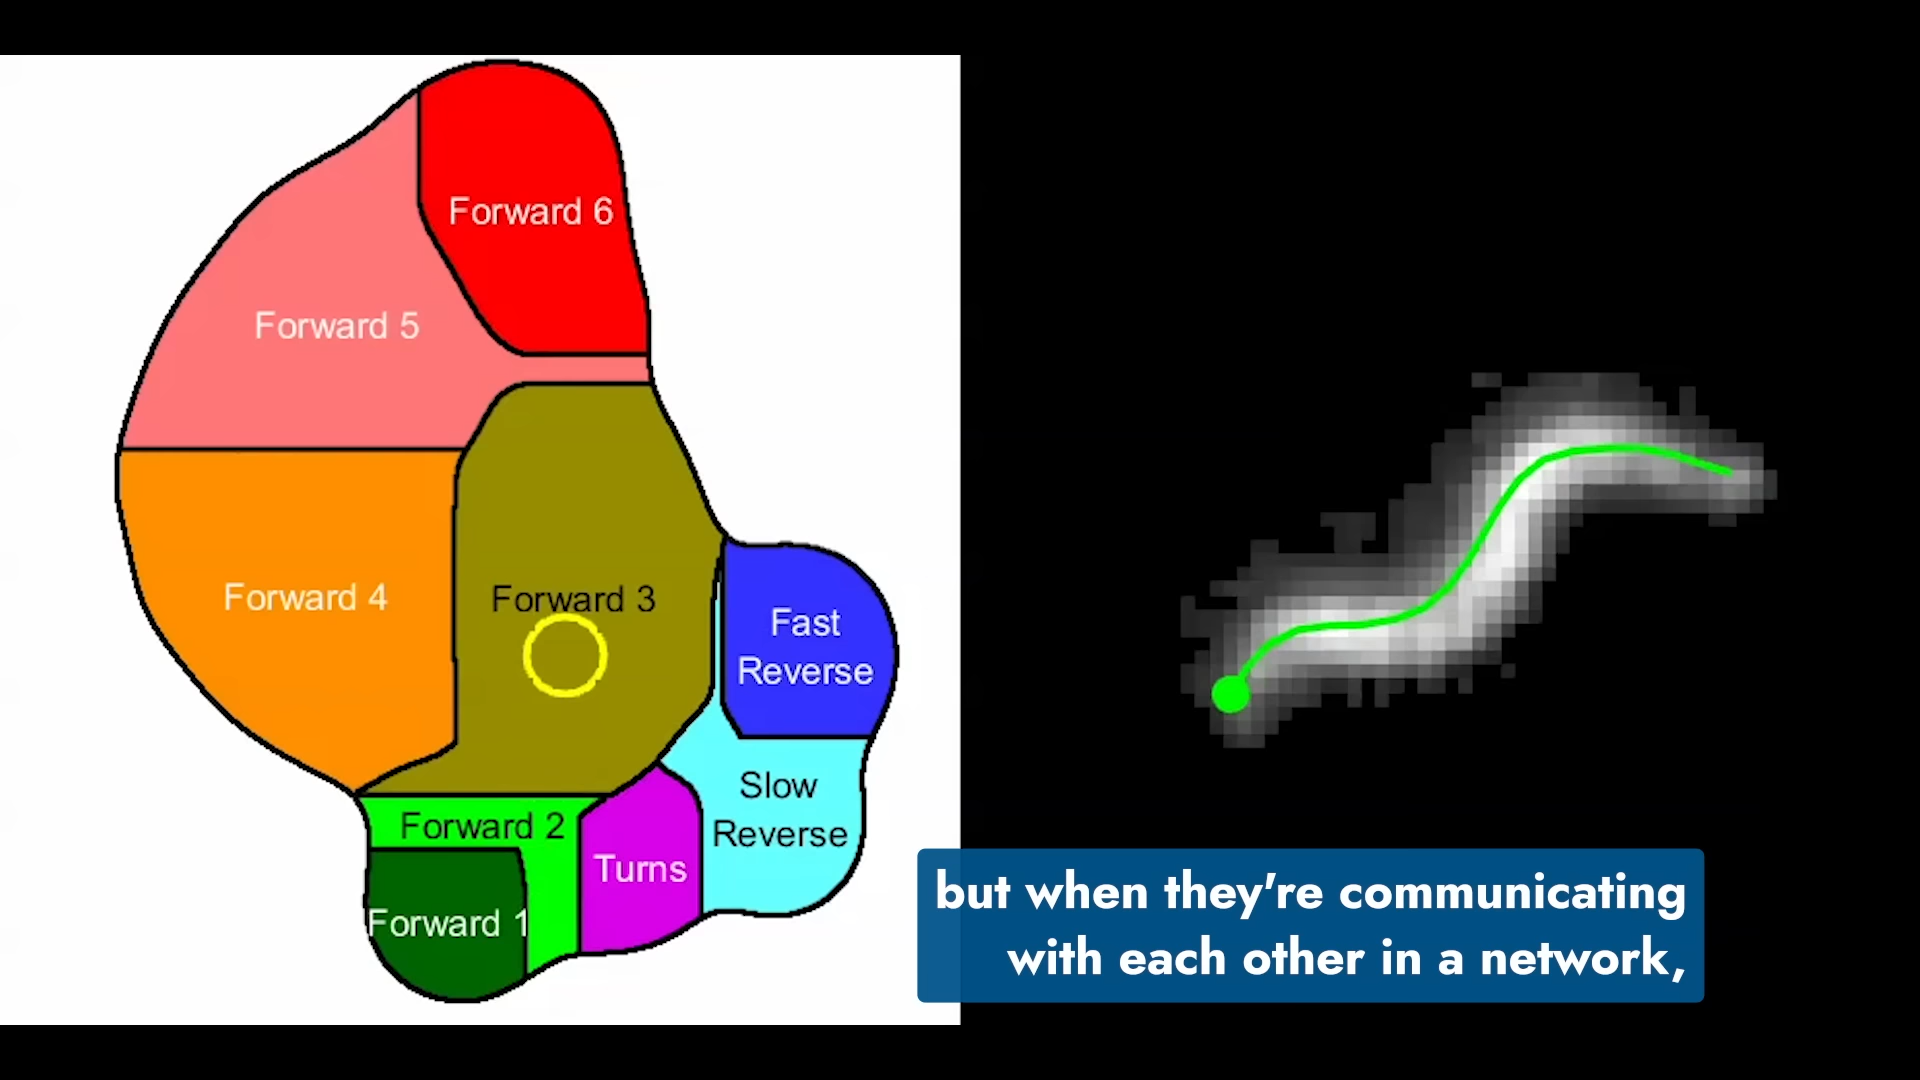 Forward 6
Forward 5
Forward 4
Forward 3
Fast
Reverse
Slow
Reverse
Forward 2
Turns
Forward 1
but when they're communicating
with each other in a network,